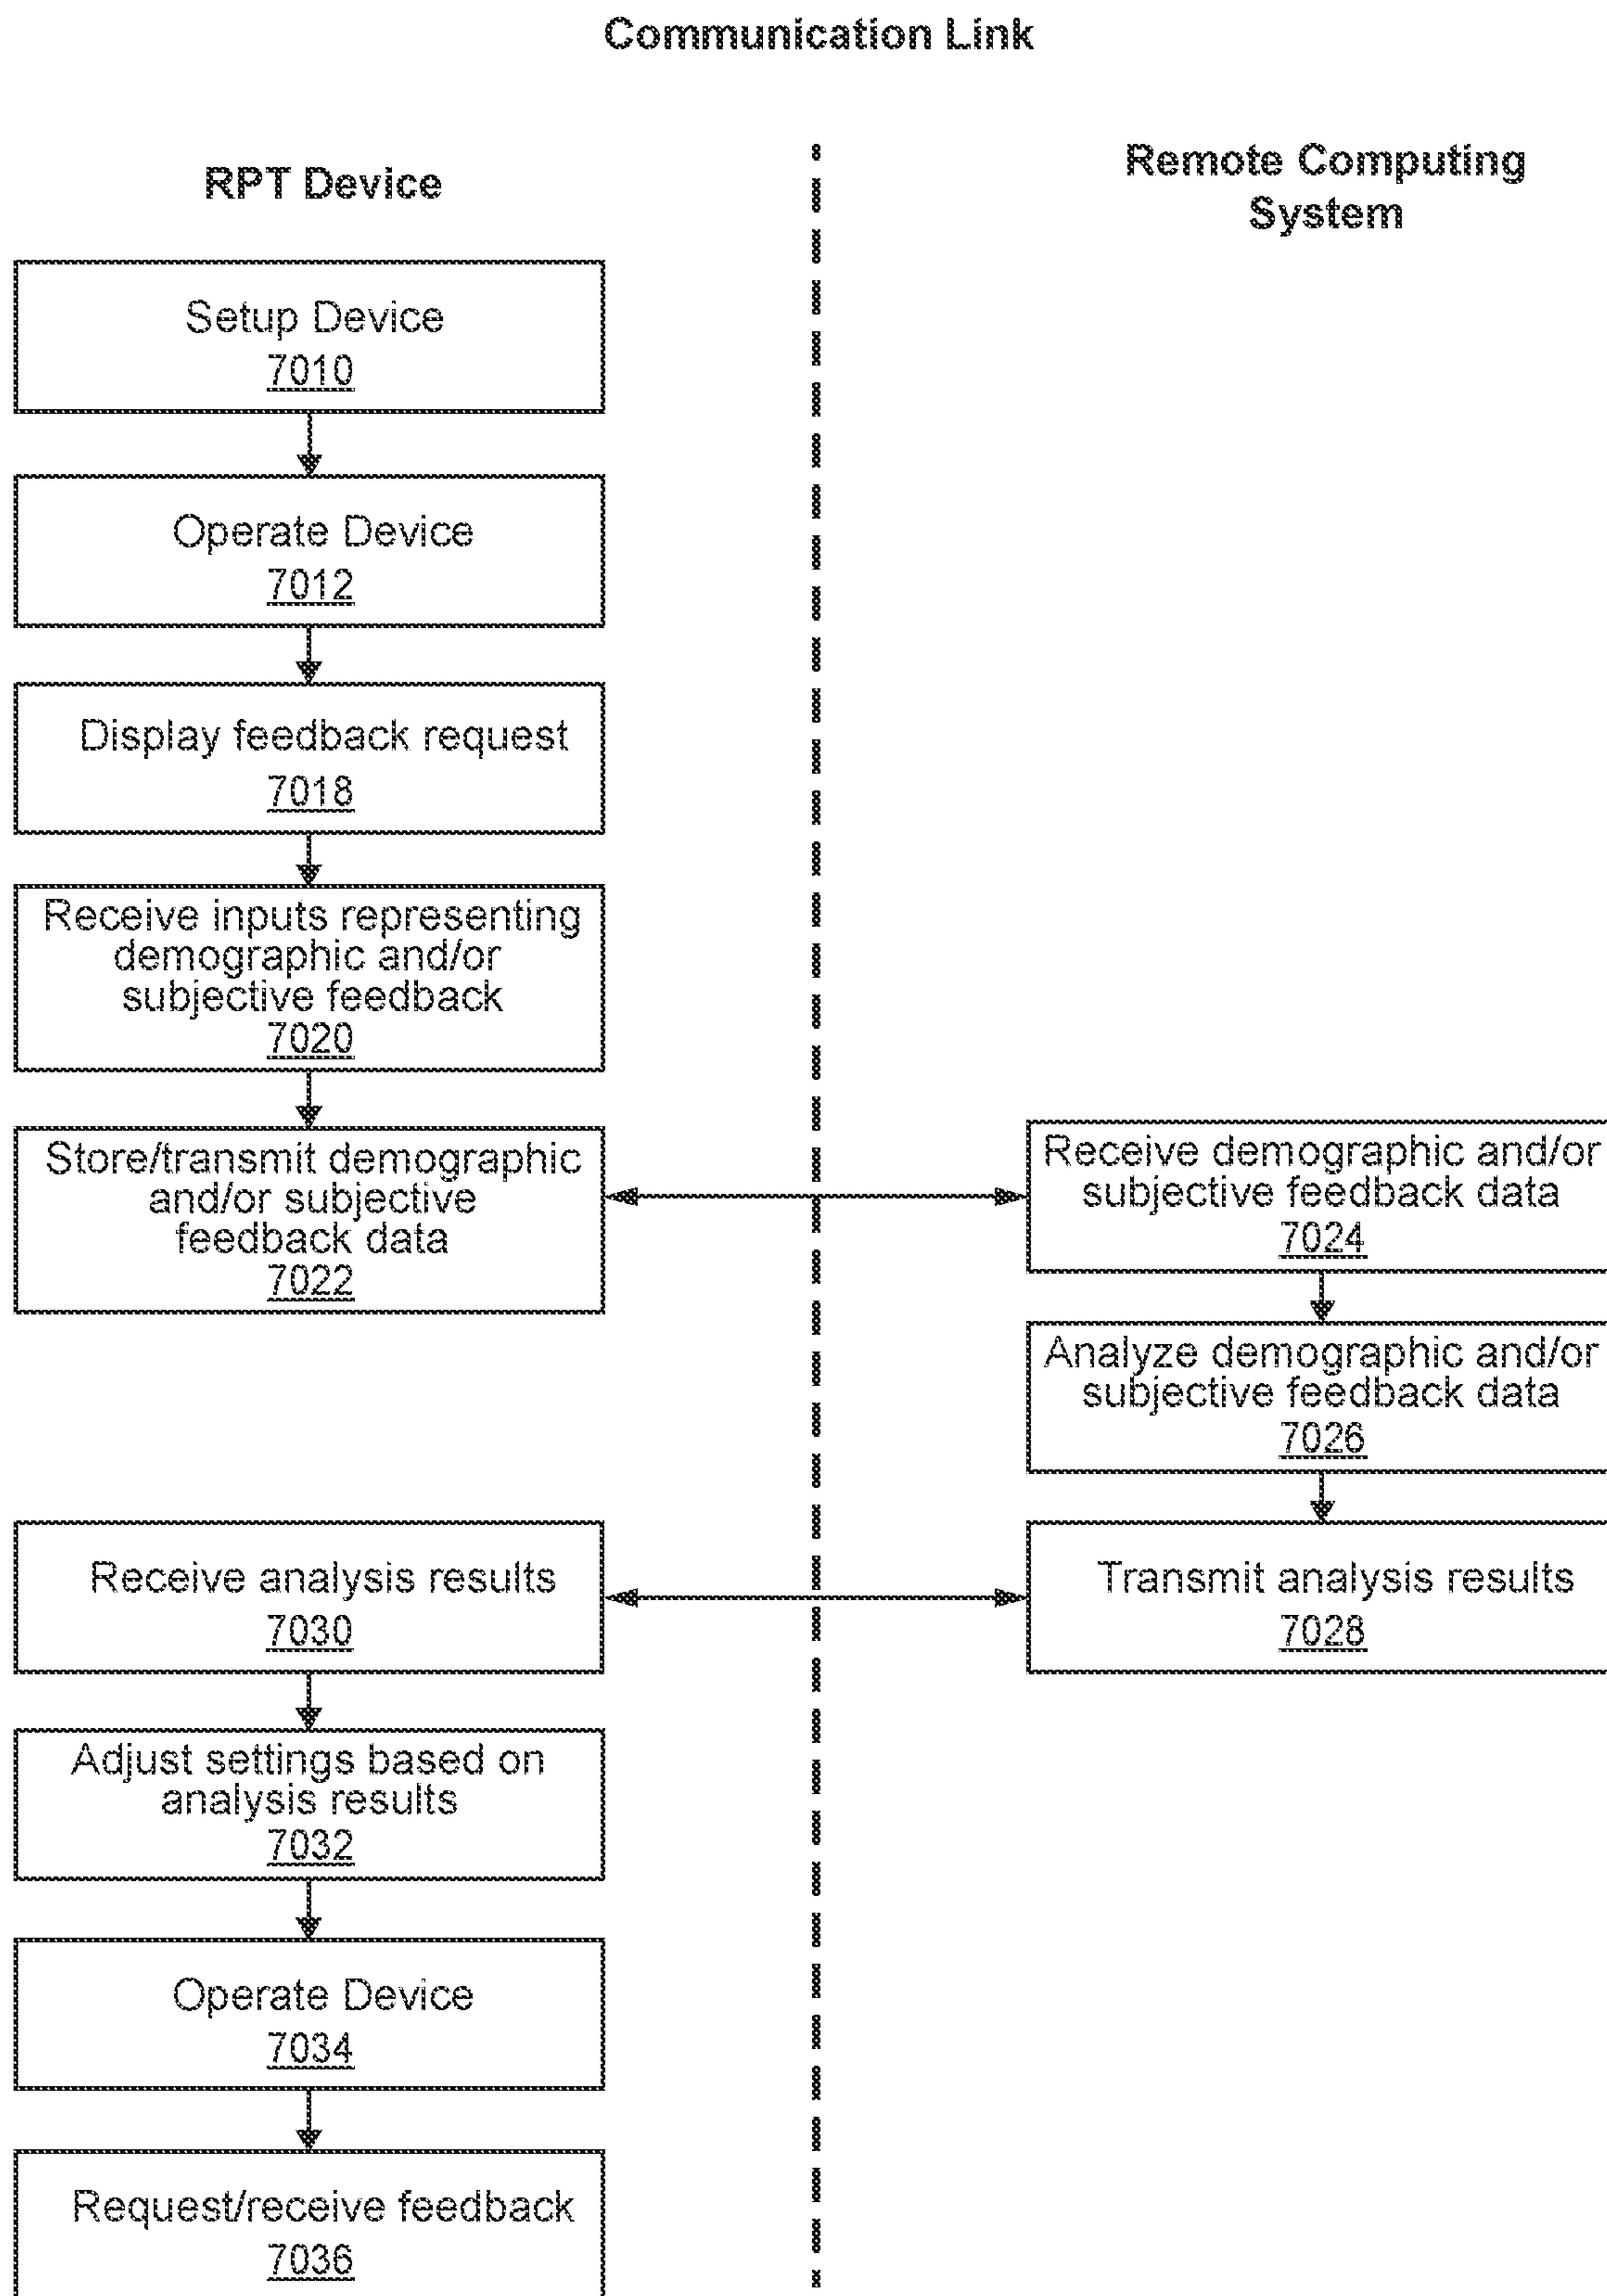 Communication Link
RPT Device
Remote Computing
System
Setup Device
7010
Operate Device
7012
Display feedback request
7018
Receive inputs representing
demographic and/or
subjective feedback
7020
Store/transmit demographic
and/or subjective
feedback data
7022
Receive demographic and/or
subjective feedback data
7024
Analyze demographic and/or
subjective feedback data
7026
Transmit analysis results
7028
Receive analysis results
7030
Adjust settings based on
analysis results
7032
Operate Device
7034
Request/receive feedback
7036